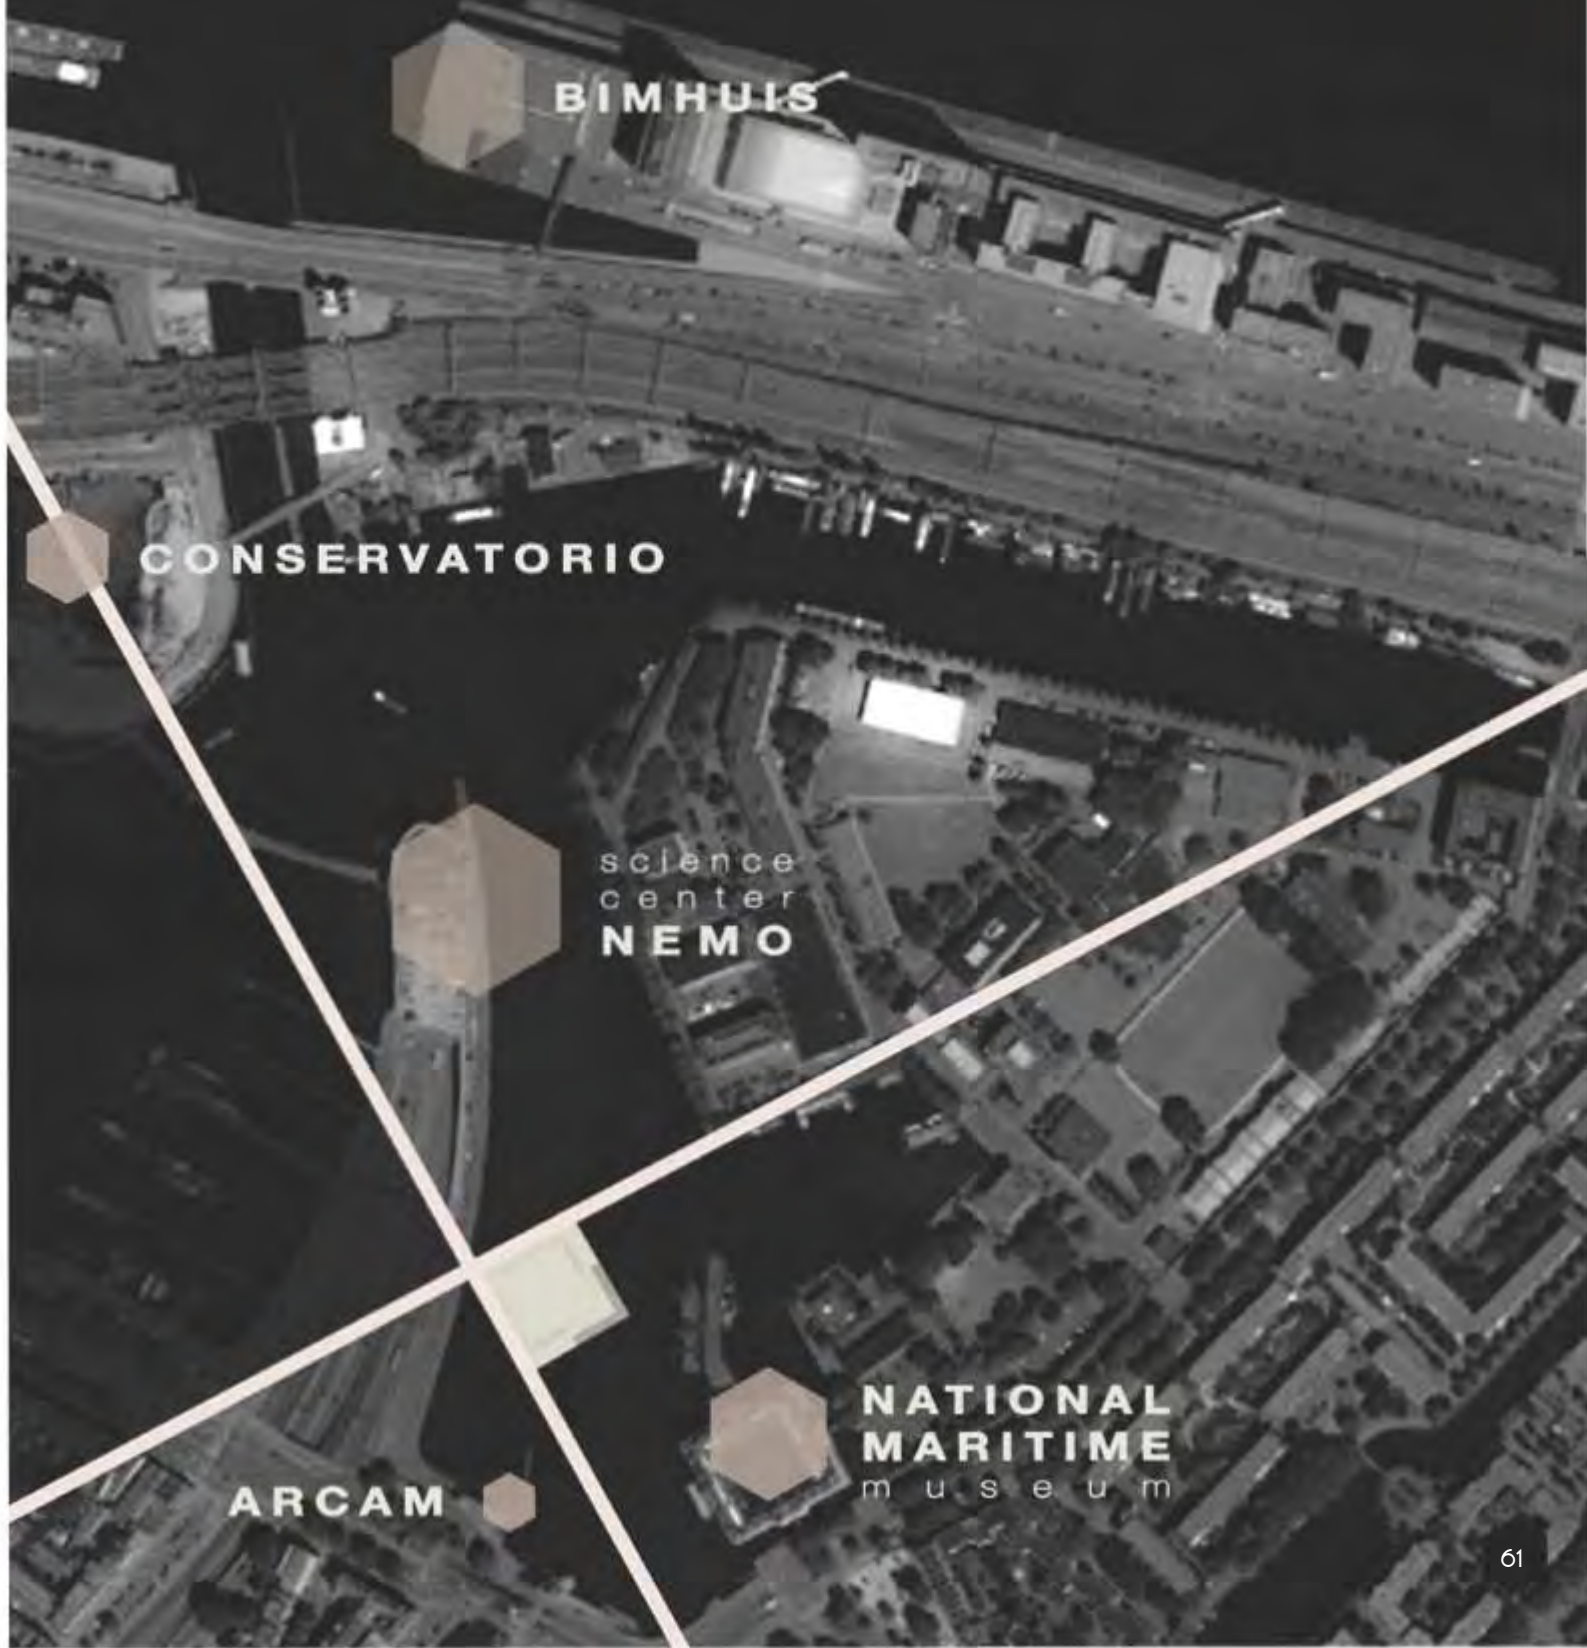 BIMHUIS
CONSERVATORIO
science
center
NEMO
NATIONAL
MARITIME
museum
ARCAM
61